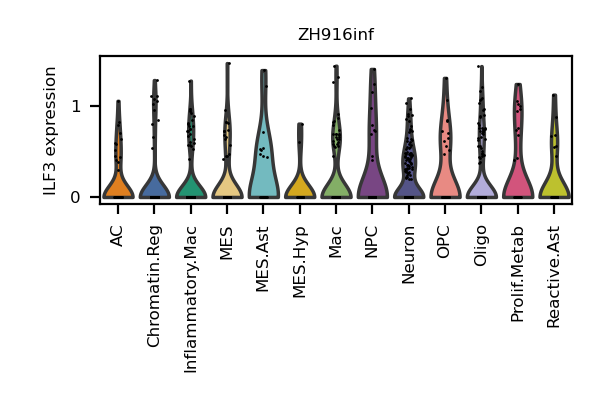 ZH916inf
ILF3 expression
1
0
AC
Chromatin.Reg
Inflammatory.Mac
MES
MES.Ast
MES.Hyp
Mac
NPC
Neuron
OPC
Oligo
Prolif.Metab
Reactive.Ast